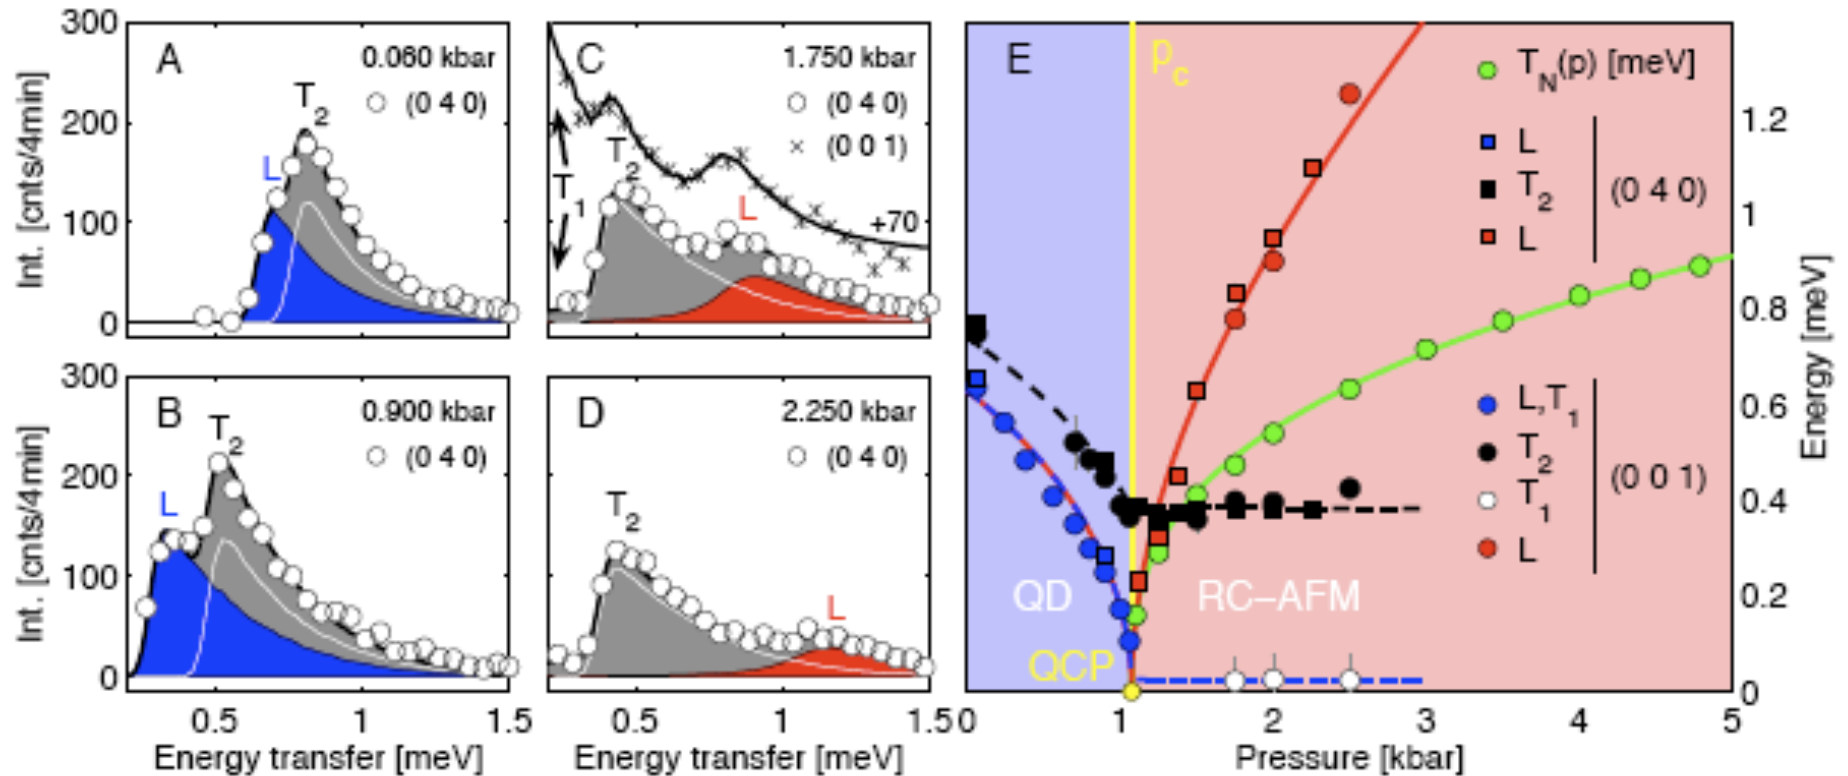 A
0.060 kbar
(0 4 0)
T2
L
300
200
100
0
Int. [cnts/4min]
C
1.750 kbar
(0 4 0)
(0 0 1)
T2
T1
L
+70
B
0.900 kbar
(0 4 0)
T2
L
300
200
100
0
Int. [cnts/4min]
0.5 1 1.5
Energy transfer [meV]
D
2.250 kbar
(0 4 0)
T2
L
0.5 1 1.5
Energy transfer [meV]
E
pc
TN(p) [meV]
L
T2
L
(0 4 0)
L,T1
T2
T1
L
(0 0 1)
QD
RC–AFM
QCP
1.2
1
0.8
0.6
0.4
0.2
0
Energy [meV]
0 1 2 3 4 5
Pressure [kbar]